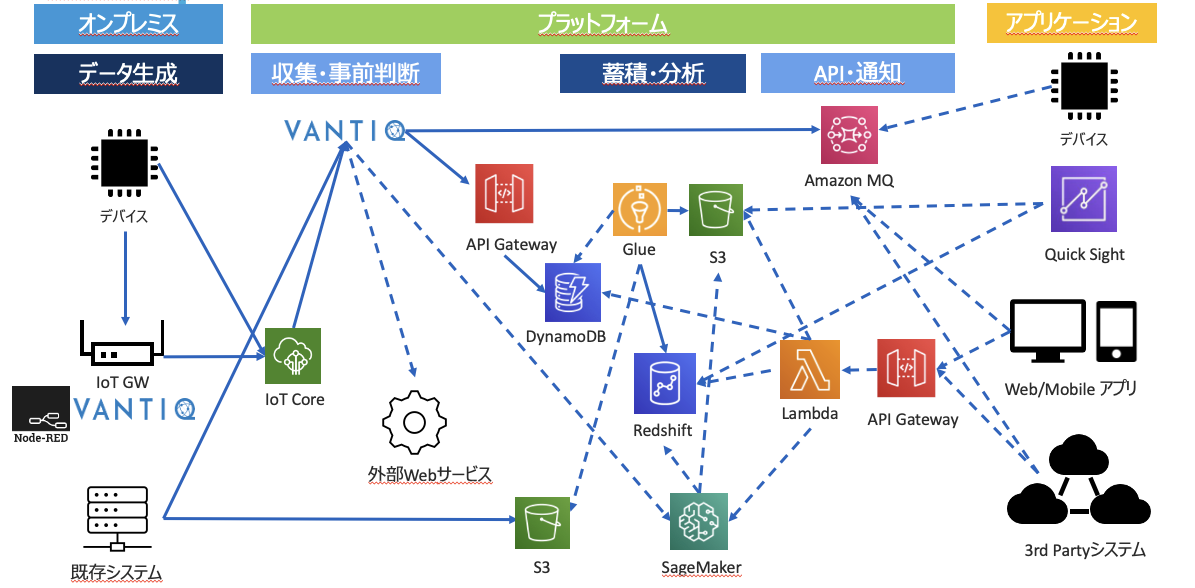 オンプレミス
プラットフォーム
アプリケーション
データ生成
収集・事前判断
蓄積・分析
API・通知
VANTIQ
デバイス
Amazon MQ
デバイス
API Gateway
Glue
S3
Quick Sight
DynamoDB
IoT GW
IoT Core
Redshift
Lambda
API Gateway
Web/Mobile アプリ
Node-RED
VANTIQ
外部Webサービス
既存システム
S3
SageMaker
3rd Partyシステム